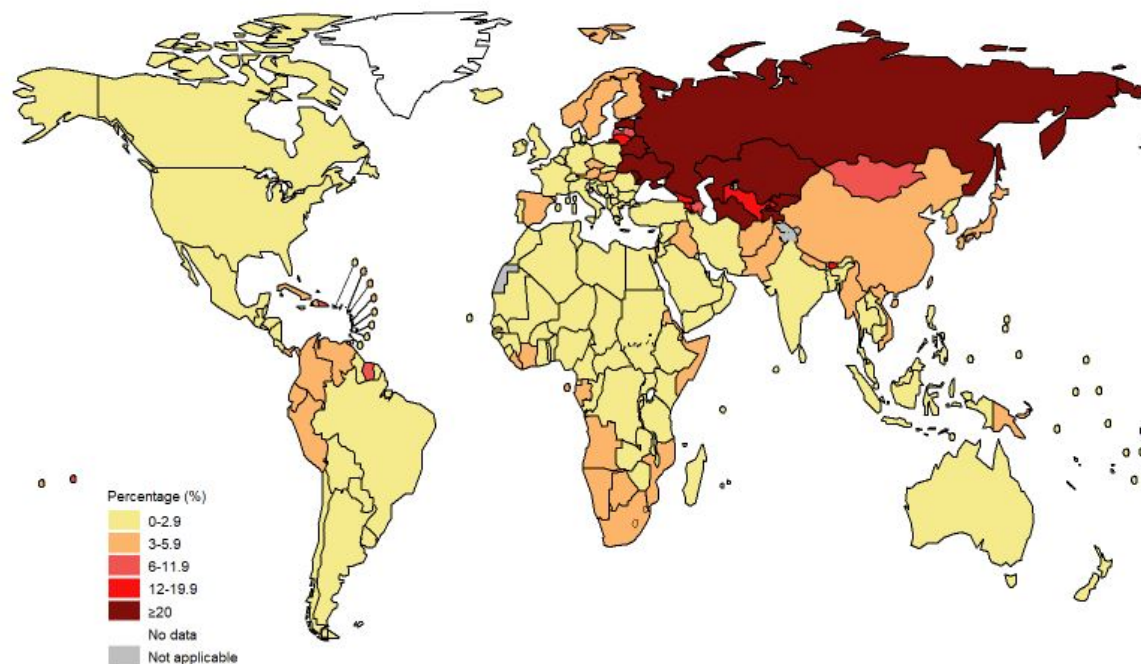 Percentage (%)
0-2.9
3-5.9
6-11.9
12-19.9
≥20
No data
Not applicable